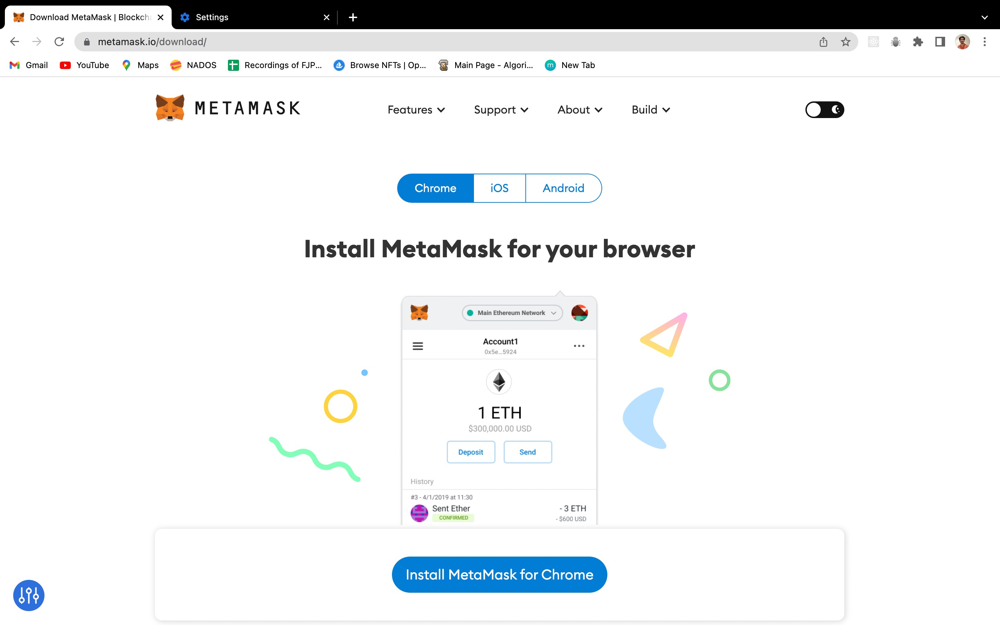 Download MetaMask | Blockcha
Settings
metamask.io/download/
Gmail
YouTube
Maps
NADOS
Recordings of FJP...
Browse NFTs | Op...
Main Page - Algori...
m
New Tab
METAMASK
Features
Support
About
Build
Chrome
iOS
Android
Install MetaMask for your browser
Main Ethereum Network
Account1
0x5e...5924
1 ETH
$300,000.00 USD
Deposit
Send
History
#3 - 4/1/2019 at 11:30
Sent Ether
- 3 ETH
CONFIRMED
- $600 USD
Install MetaMask for Chrome